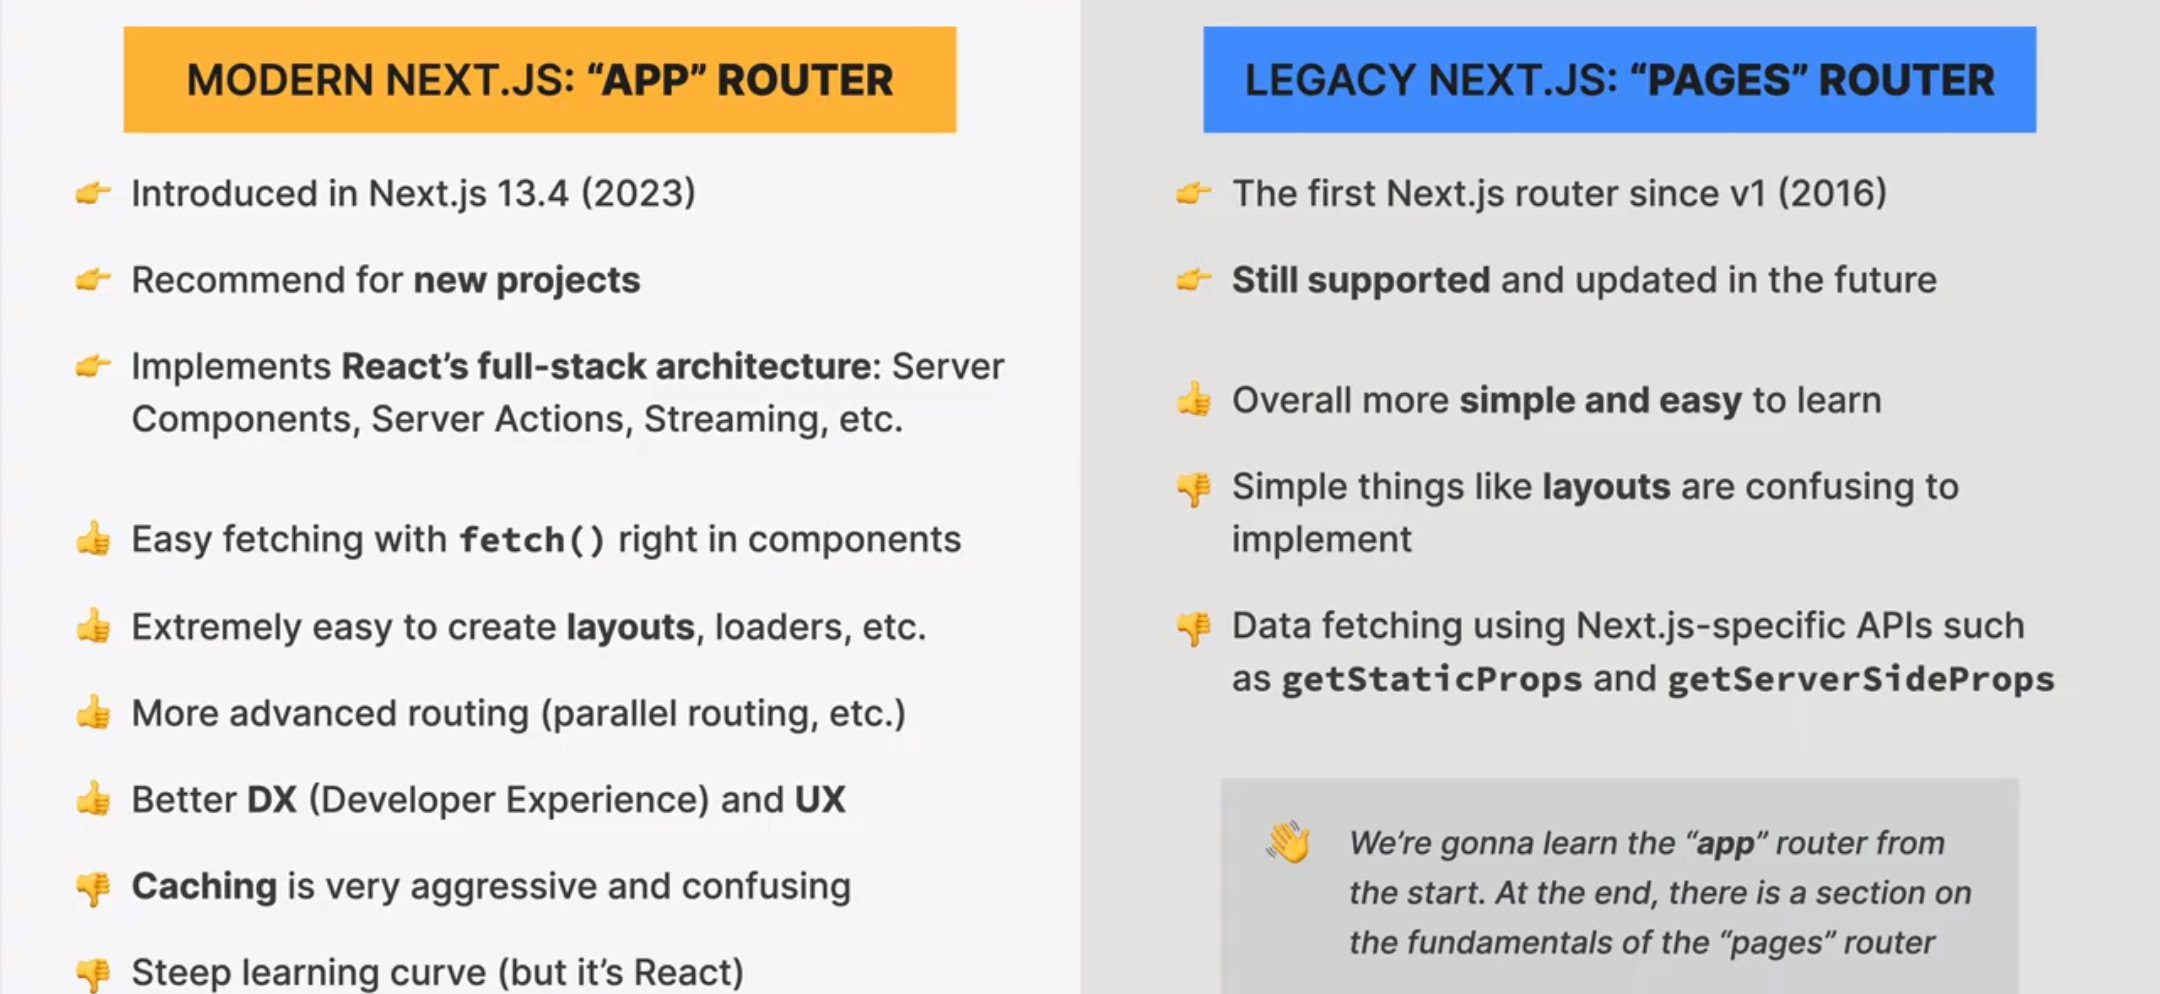 MODERN NEXT.JS: “APP” ROUTER
👉 Introduced in Next.js 13.4 (2023)
👉 Recommend for new projects
👉 Implements React’s full-stack architecture: Server
Components, Server Actions, Streaming, etc.
👍 Easy fetching with fetch() right in components
👍 Extremely easy to create layouts, loaders, etc.
👍 More advanced routing (parallel routing, etc.)
👍 Better DX (Developer Experience) and UX
👎 Caching is very aggressive and confusing
👎 Steep learning curve (but it’s React)
LEGACY NEXT.JS: “PAGES” ROUTER
👉 The first Next.js router since v1 (2016)
👉 Still supported and updated in the future
👍 Overall more simple and easy to learn
👎 Simple things like layouts are confusing to
implement
👎 Data fetching using Next.js-specific APIs such
as getStaticProps and getServerSideProps
👋 We’re gonna learn the “app” router from
the start. At the end, there is a section on
the fundamentals of the “pages” router